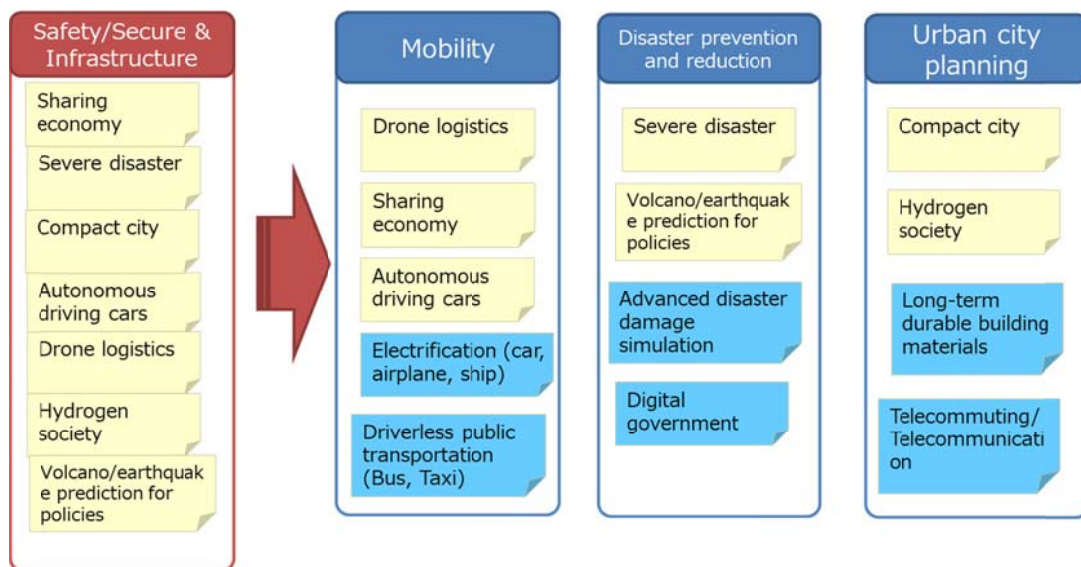 Safety/Secure &
Infrastructure
Sharing
economy
Severe disaster
Compact city
Autonomous
driving cars
Drone logistics
Hydrogen
society
Volcano/earthquak
e prediction for
policies
Mobility
Drone logistics
Sharing
economy
Autonomous
driving cars
Electrification (car,
airplane, ship)
Driverless public
transportation
(Bus, Taxi)
Disaster prevention
and reduction
Severe disaster
Volcano/earthquak
e prediction for
policies
Advanced disaster
damage
simulation
Digital
government
Urban city
planning
Compact city
Hydrogen
society
Long-term
durable building
materials
Telecommuting/
Telecommunicati
on